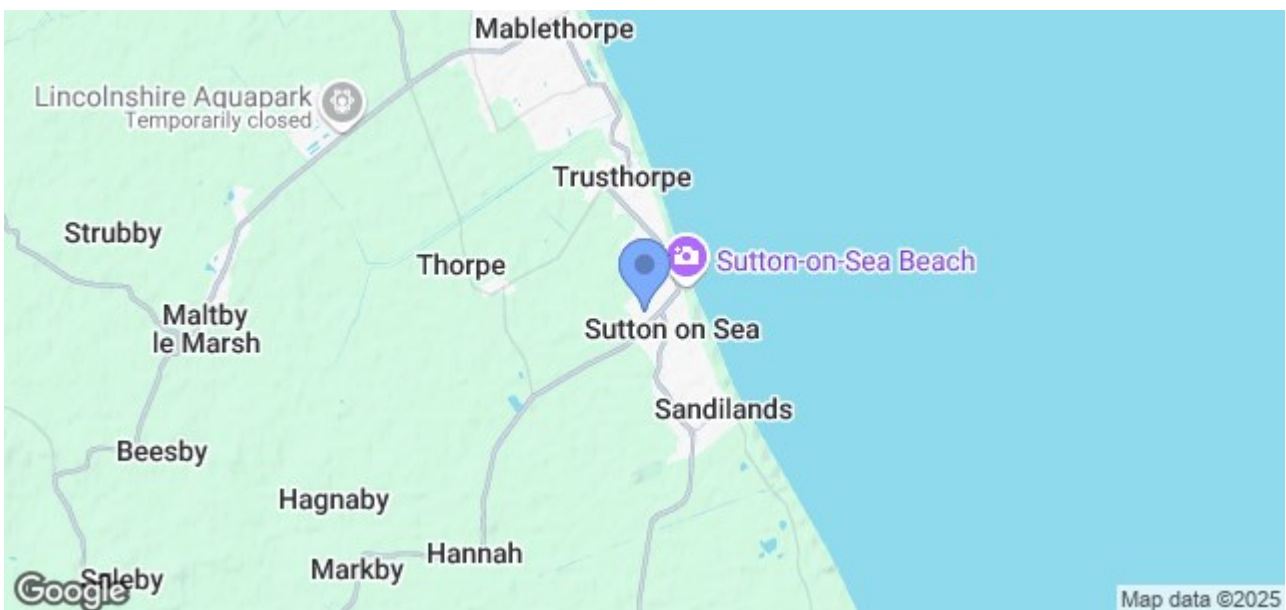 Mablethorpe
Lincolnshire Aquapark
Temporarily closed
Trusthorpe
Strubby
Thorpe
Sutton-on-Sea Beach
Maltby
le Marsh
Sutton on Sea
Sandilands
Beesby
Hagnaby
Hannah
Markby
Google
Map data ©2025